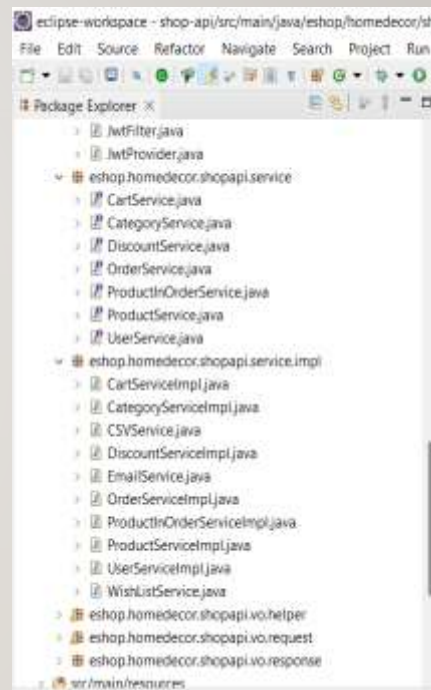 eclipse-workspace - shop-api/src/main/java/eshop/homedecor/sh
File Edit Source Refactor Navigate Search Project Run
Package Explorer ×
JwtFilter.java
JwtProvider.java
eshop.homedecor.shopapi.service
CartService.java
CategoryService.java
DiscountService.java
OrderService.java
ProductInOrderService.java
ProductService.java
UserService.java
eshop.homedecor.shopapi.service.impl
CartServiceImpl.java
CategoryServiceImpl.java
CSVService.java
DiscountServiceImpl.java
EmailService.java
OrderServiceImpl.java
ProductInOrderServiceImpl.java
ProductServiceImpl.java
UserServiceImpl.java
WishListService.java
eshop.homedecor.shopapi.vo.helper
eshop.homedecor.shopapi.vo.request
eshop.homedecor.shopapi.vo.response
src/main/resources